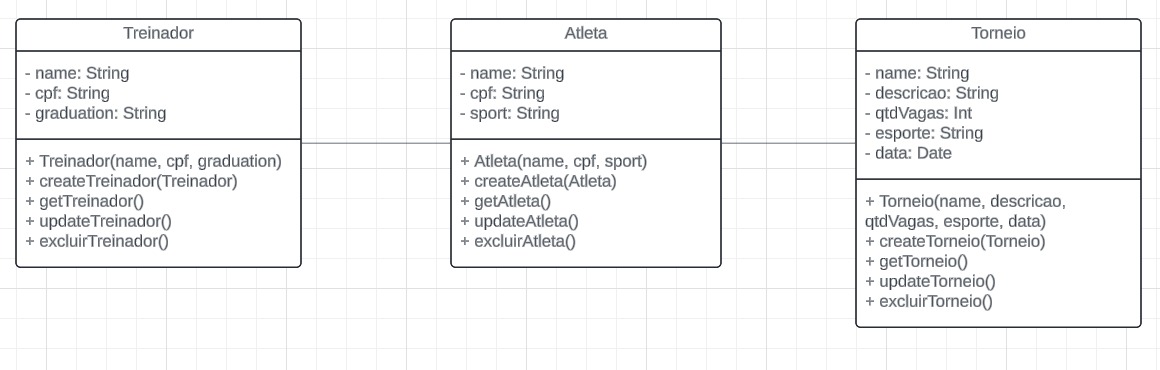 Treinador
- name: String
- cpf: String
- graduation: String
+ Treinador(name, cpf, graduation)
+ createTreinador(Treinador)
+ getTreinador()
+ updateTreinador()
+ excluirTreinador()
Atleta
- name: String
- cpf: String
- sport: String
+ Atleta(name, cpf, sport)
+ createAtleta(Atleta)
+ getAtleta()
+ updateAtleta()
+ excluirAtleta()
Torneio
- name: String
- descricao: String
- qtdVagas: Int
- esporte: String
- data: Date
+ Torneio(name, descricao,
qtdVagas, esporte, data)
+ createTorneio(Torneio)
+ getTorneio()
+ updateTorneio()
+ excluirTorneio()